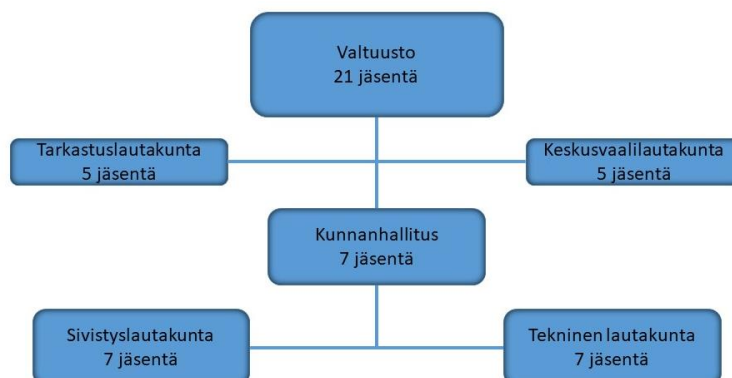 Valtuusto
21 jäsentä
Tarkastuslautakunta
5 jäsentä
Keskusvaalilautakunta
5 jäsentä
Kunnanhallitus
7 jäsentä
Sivistyslautakunta
7 jäsentä
Tekninen lautakunta
7 jäsentä